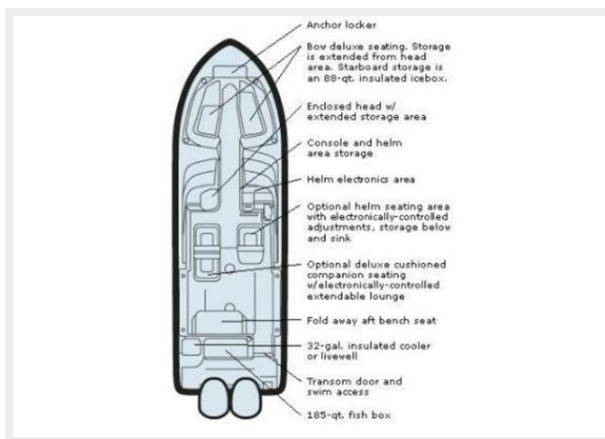 Anchor locker
Bow deluxe seating. Storage
is extended from head
area. Starboard storage is
an 88-qt. insulated icebox.
Enclosed head w/
extended storage area
Console and helm
area storage
Helm electronics area
Optional helm seating area
with electronically-controlled
adjustments, storage below
and sink
Optional deluxe cushioned
companion seating
w/electronically-controlled
extendable lounge
Fold away aft bench seat
32-gal. insulated cooler
or livewell
Transom door and
swim access
185-qt. fish box